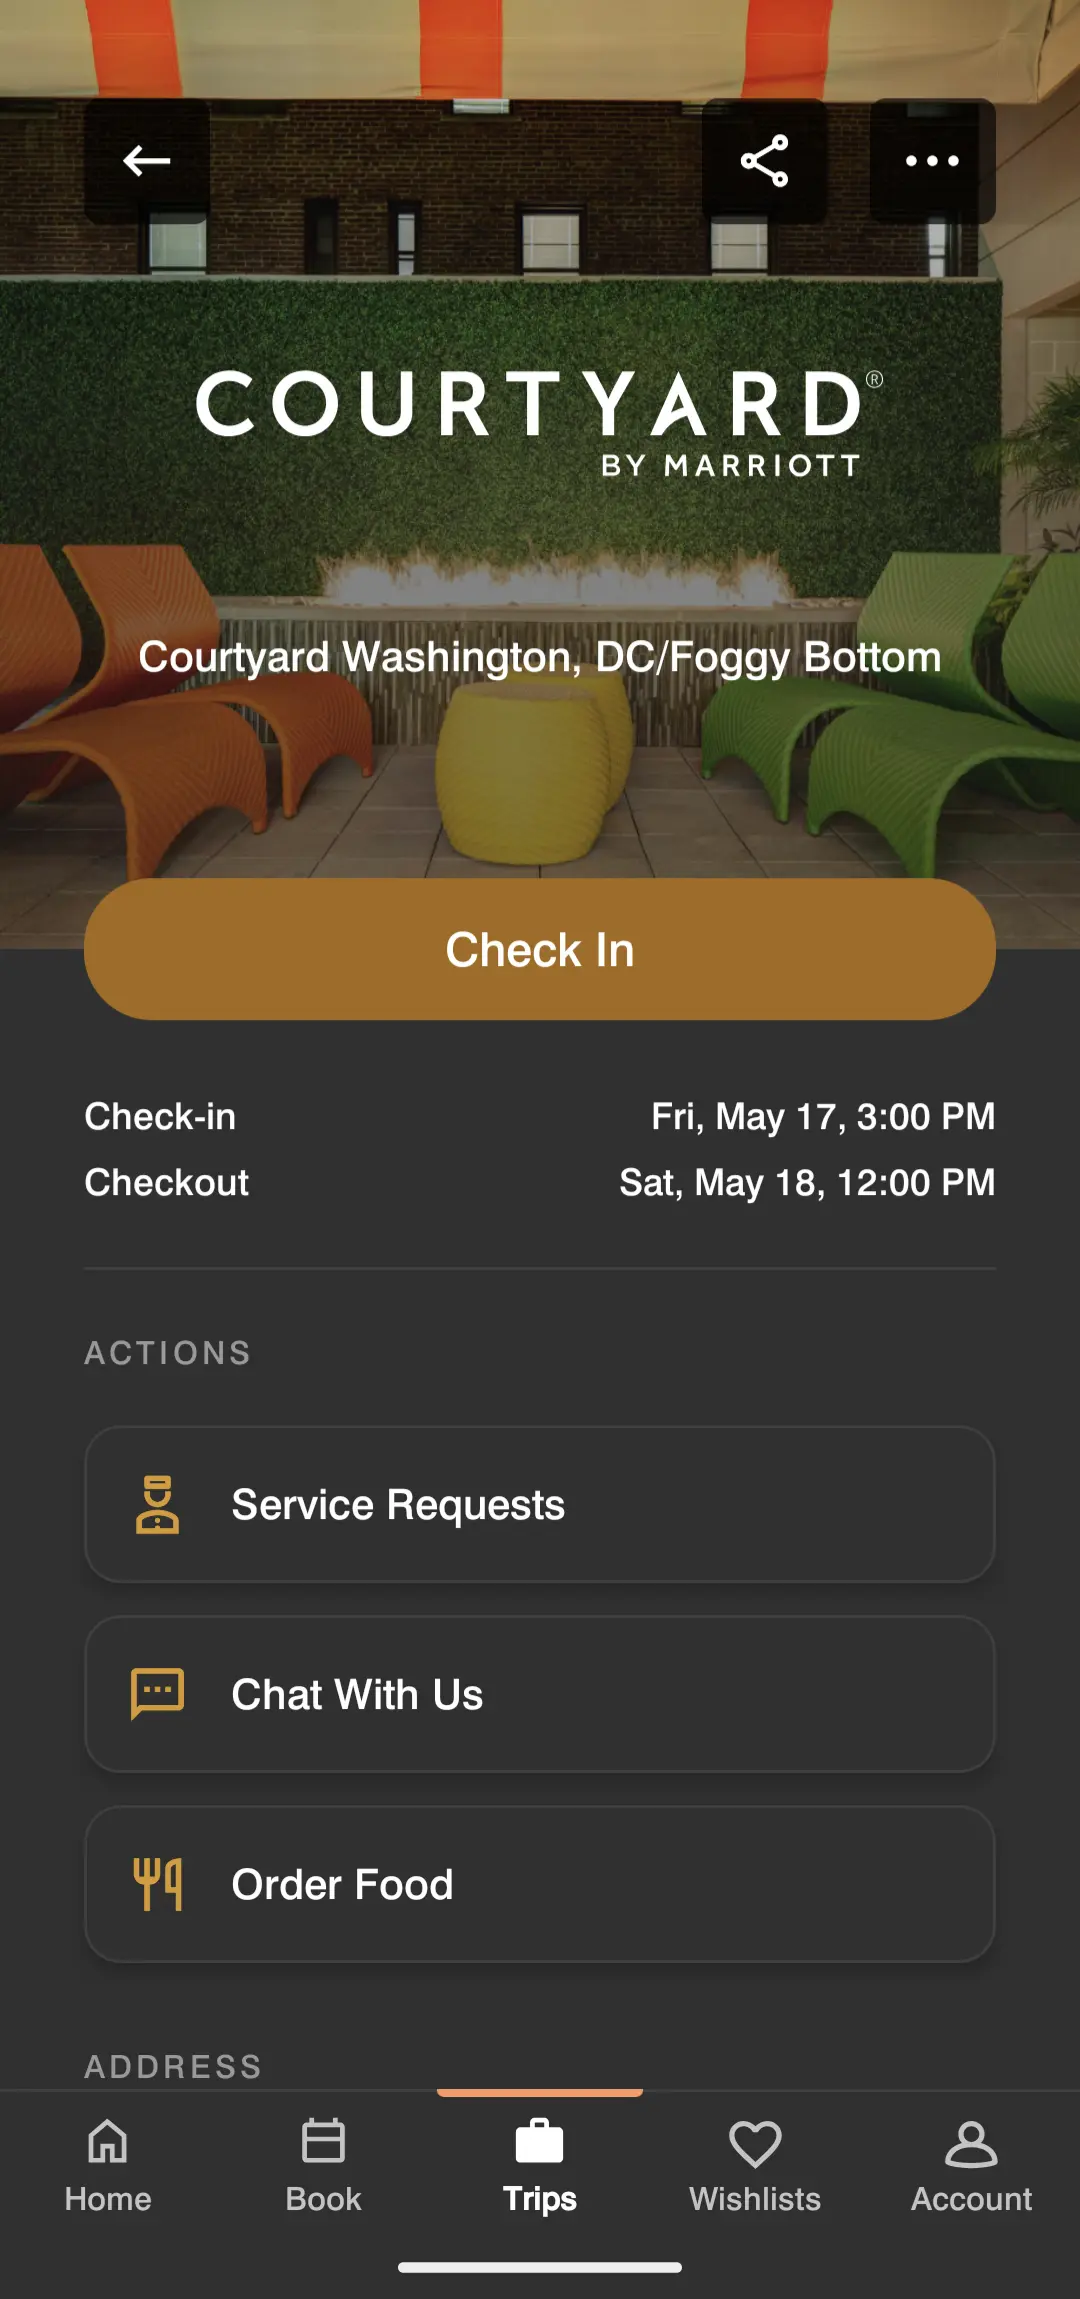 COURTYARD®
BY MARRIOTT
Courtyard Washington, DC/Foggy Bottom
Check In
Check-in Fri, May 17, 3:00 PM
Checkout Sat, May 18, 12:00 PM
ACTIONS
Service Requests
Chat With Us
Order Food
ADDRESS
Home Book Trips Wishlists Account